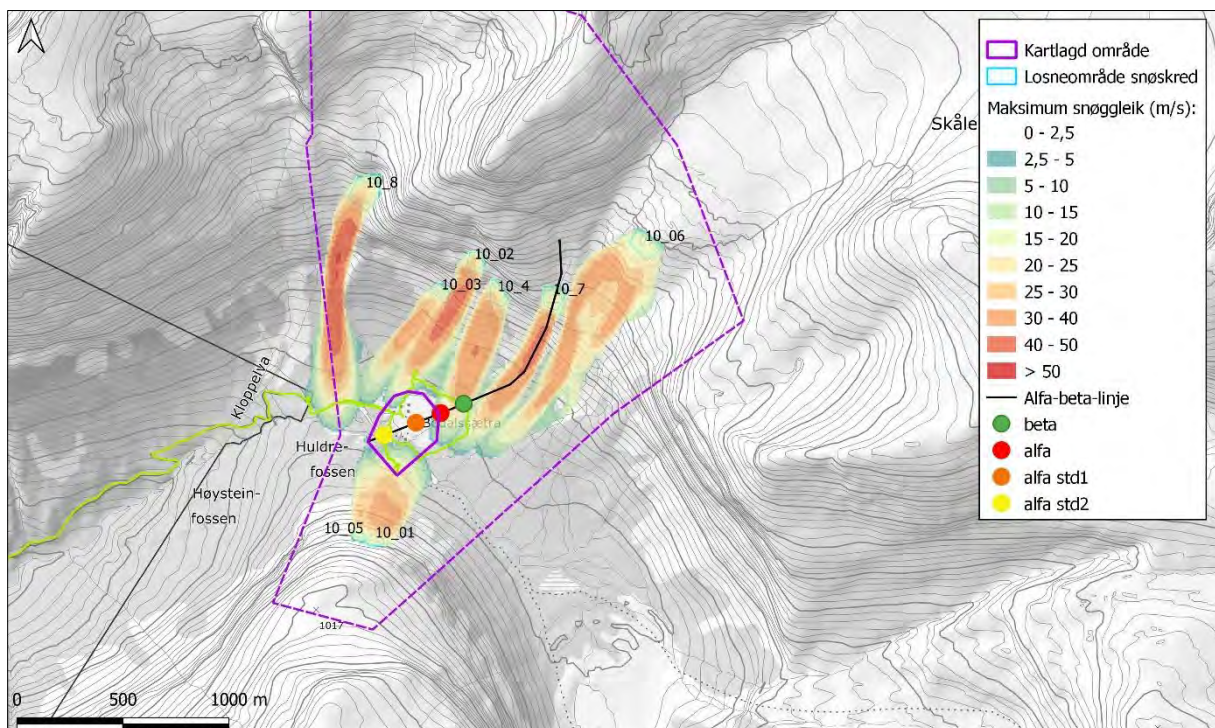 Kartlagd område
Losneområde snøskred
Maksimum snøggleik (m/s):
0 - 2,5
2,5 - 5
5 - 10
10 - 15
15 - 20
20 - 25
25 - 30
30 - 40
40 - 50
> 50
Alfa-beta-linje
beta
alfa
alfa std1
alfa std2
Skåle
10_8
10_06
10_02
10_03
10_4
10_7
Kloppelva
Huldre-
fossen
Høystein-
fossen
10_05
10_01
1017
0
500
1000 m